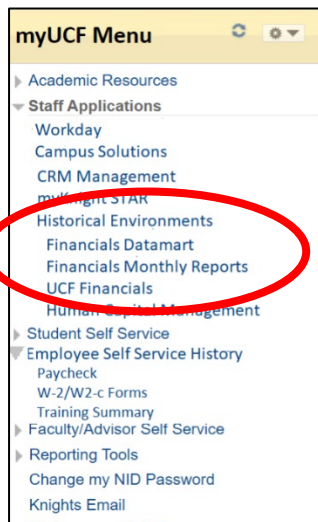 myUCF Menu
Academic Resources
Staff Applications
Workday
Campus Solutions
CRM Management
myKnight STAR
Historical Environments
Financials Datamart
Financials Monthly Reports
UCF Financials
Human Capital Management
Student Self Service
Employee Self Service History
Paycheck
W-2/W2-c Forms
Training Summary
Faculty/Advisor Self Service
Reporting Tools
Change my NID Password
Knights Email